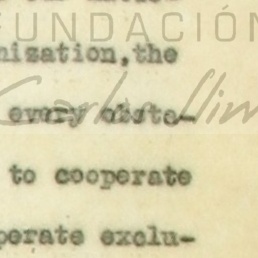 FUNDACIÓN
nization, the
every obsta-
to cooperate
perate exclu-